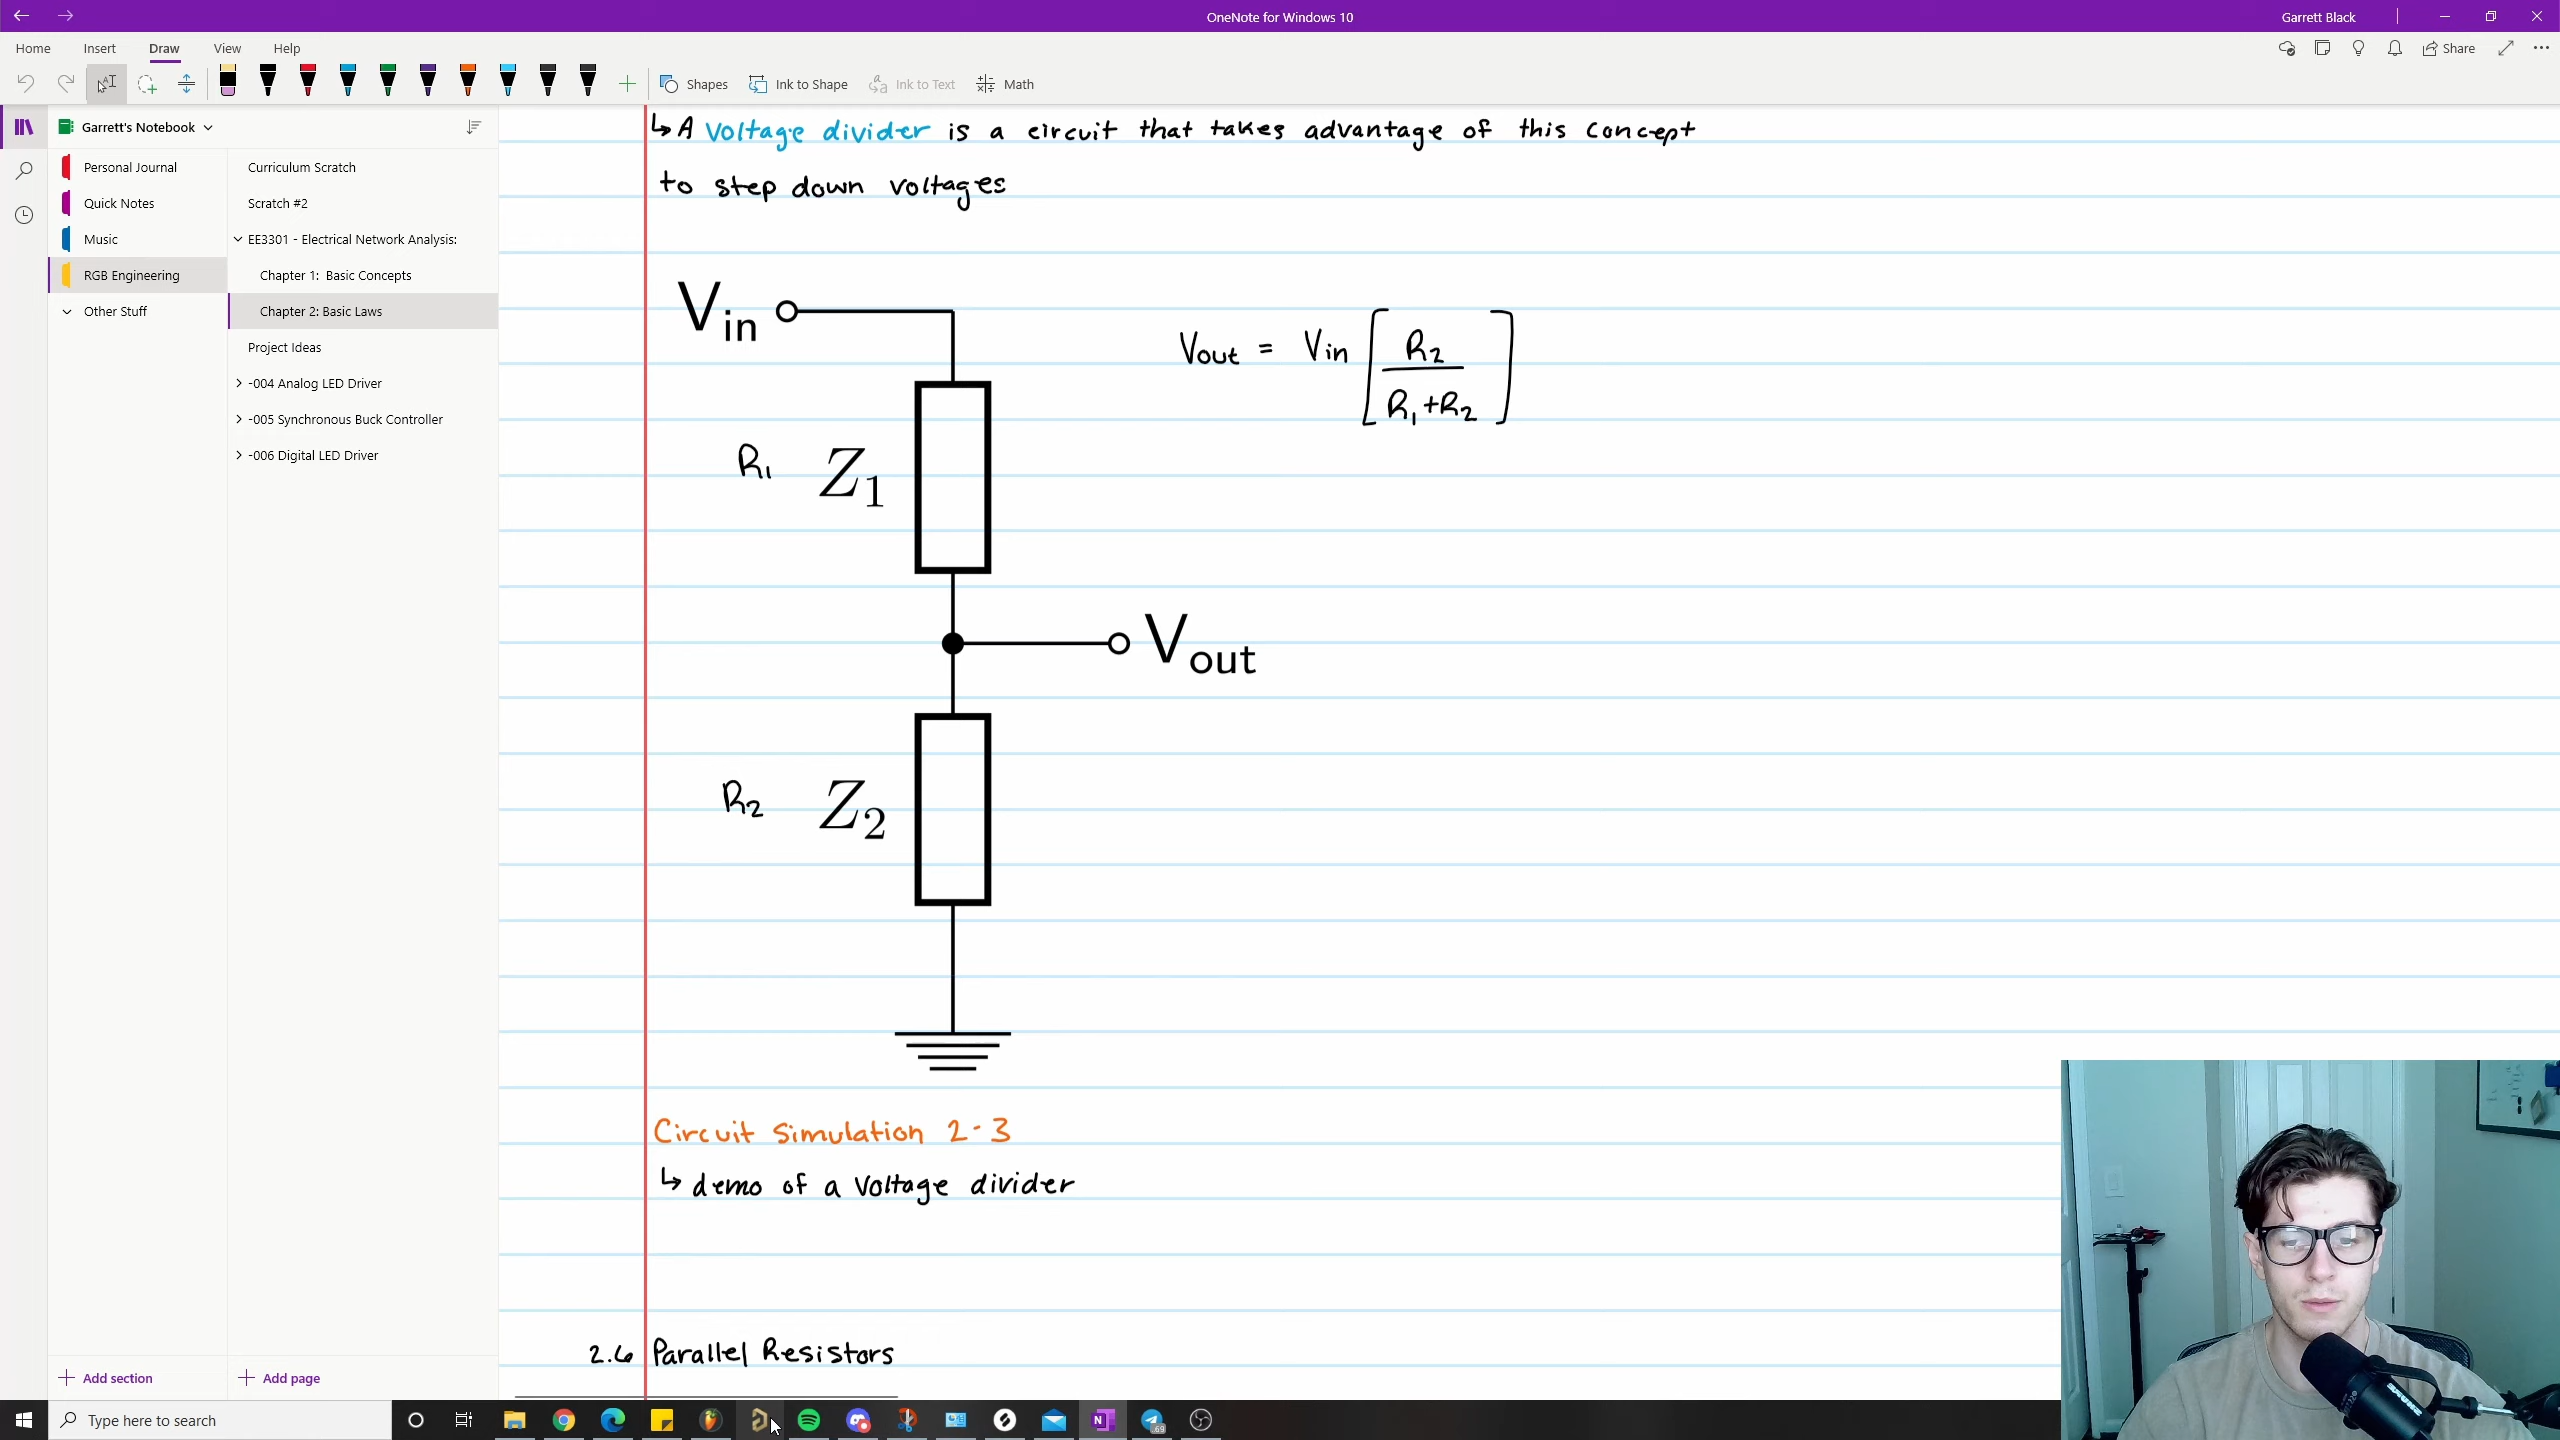 OneNote for Windows 10
Garrett Black
Home Insert Draw View Help
Share
Shapes Ink to Shape Ink to Text Math
Garrett's Notebook
Personal Journal
Quick Notes
Music
RGB Engineering
Other Stuff
Curriculum Scratch
Scratch #2
EE3301 - Electrical Network Analysis:
Chapter 1: Basic Concepts
Chapter 2: Basic Laws
Project Ideas
-004 Analog LED Driver
-005 Synchronous Buck Controller
-006 Digital LED Driver
↳ A voltage divider is a circuit that takes advantage of this concept
to step down voltages
Vin
Vout = Vin [R2 / R1+R2]
R1 Z1
Vout
R2 Z2
Circuit Simulation 2-3
↳ demo of a voltage divider
2.6 Parallel Resistors
Add section
Add page
Type here to search